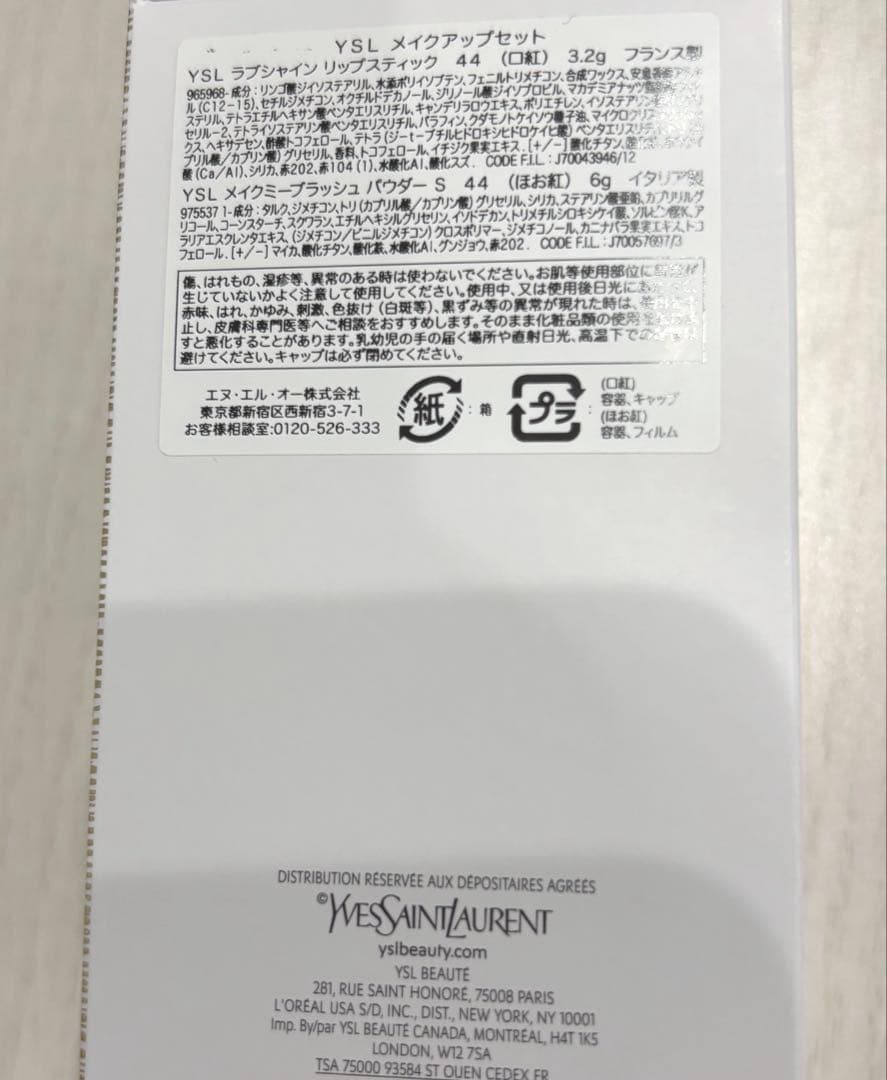 YSL メイクアップセット
YSL ラブシャイン リップスティック 44 （口紅） 3.2g フランス製
965968-成分：リンゴ酸ジイソステアリル、水添ポリイソブテン、フェニルトリメチコン、合成ワックス、安息香酸アルキ
ル（C12-15）、セチルジメチコン、オクチルドデカノール、ジリノール酸ジイソプロピル、マカデミアナッツ
ステリル、テトラエチルヘキサン酸ペンタエリスリチル、キャンデリラロウエキス、ポリエチレン、イソステアリン
セリル-2、テトライソステアリン酸ペンタエリスリチル、パラフィン、クダモノトケイソウ種子油、マイクロクリス
クス、ヘキサデセン、酢酸トコフェロール、テトラ（ジ-t-ブチルヒドロキシヒドロケイヒ酸）ペンタエリスリチ
プリル酸／カプリン酸）グリセリル、香料、トコフェロール、イチジク果実エキス、[+/-]酸化チタン、
酸（Ca/Al）、シリカ、赤202、赤104（1）、水酸化Al、酸化スズ. CODE F.I.L. : J70043946/12
YSL メイクミーブラッシュ パウダー S 44 （ほお紅） 6g イタリア製
975537 1-成分：タルク、ジメチコン、トリ（カプリル酸／カプリン酸）グリセリル、シリカ、ステアリン酸亜鉛、カプリリルグ
リコール、コーンスターチ、スクワラン、エチルヘキシルグリセリン、イソドデカン、トリメチルシロキシケイ酸、ソルビン酸K、ア
ラリアエスクレンタエキス、（ジメチコン／ビニルジメチコン）クロスポリマー、ジメチコノール、カニナバラ果実エキス、トコ
フェロール、[+/-]マイカ、酸化チタン、酸化鉄、水酸化Al、グンジョウ、赤202. CODE F.I.L. : J70057697/3
傷、はれもの、湿疹等、異常のある時は使わないでください。お肌等使用部位に異常が
生じていないかよく注意して使用してください。使用中、又は使用後日光にあ
赤味、はれ、かゆみ、刺激、色抜け（白斑等）、黒ずみ等の異常が現れた時は、使用を中
止し、皮膚科専門医等へご相談をおすすめします。そのまま化粧品類の使用を
すと悪化することがあります。乳幼児の手の届く場所や直射日光、高温下での
避けてください。キャップは必ず閉めてください。
エヌ・エル・オー株式会社
東京都新宿区西新宿3-7-1
お客様相談室:0120-526-333
紙 ：箱
プラ ：
（口紅）
容器、キャップ
（ほお紅）
容器、フィルム
DISTRIBUTION RÉSERVÉE AUX DÉPOSITAIRES AGRÉÉS
©YVESSAINTLAURENT
yslbeauty.com
YSL BEAUTÉ
281, RUE SAINT HONORÉ, 75008 PARIS
L'ORÉAL USA S/D, INC., DIST., NEW YORK, NY 10001
Imp. By/par YSL BEAUTÉ CANADA, MONTRÉAL, H4T 1K5
LONDON, W12 7SA
TSA 75000 93584 ST OUEN CEDEX FR